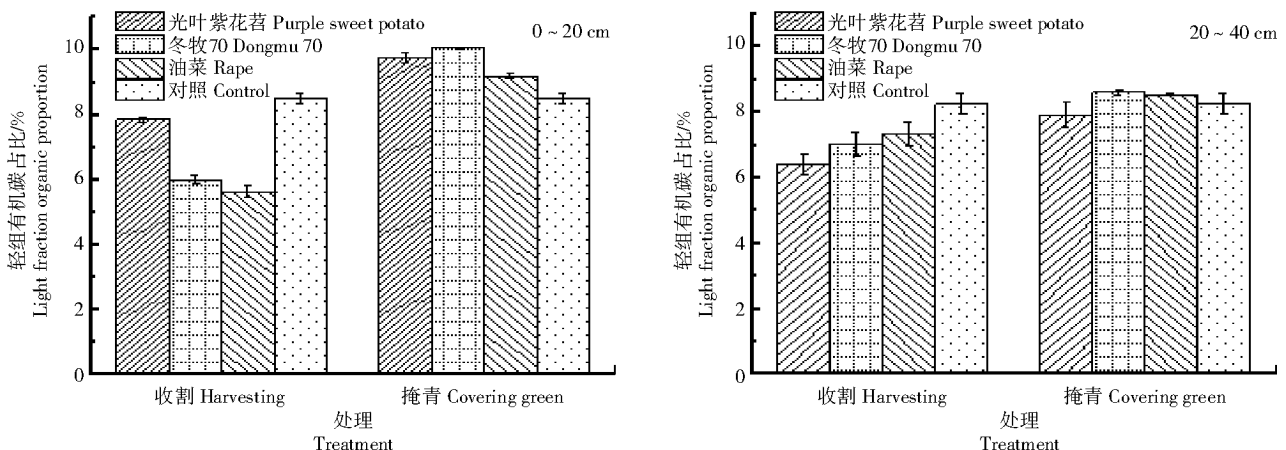 轻组有机碳占比/%
Light fraction organic proportion
10
8
6
4
2
0
光叶紫花苕 Purple sweet potato
冬牧70 Dongmu 70
油菜 Rape
对照 Control
0 ~ 20 cm
收割 Harvesting
掩青 Covering green
处理
Treatment
轻组有机碳占比/%
Light fraction organic proportion
10
8
6
4
2
0
光叶紫花苕 Purple sweet potato
冬牧70 Dongmu 70
油菜 Rape
对照 Control
20 ~ 40 cm
收割 Harvesting
掩青 Covering green
处理
Treatment